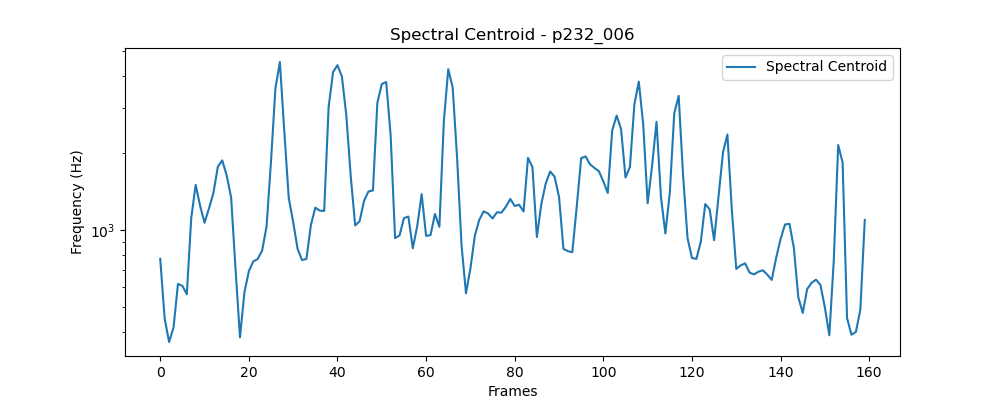 Spectral Centroid - p232_006
Spectral Centroid
Frequency (Hz)
10³
0 20 40 60 80 100 120 140 160
Frames